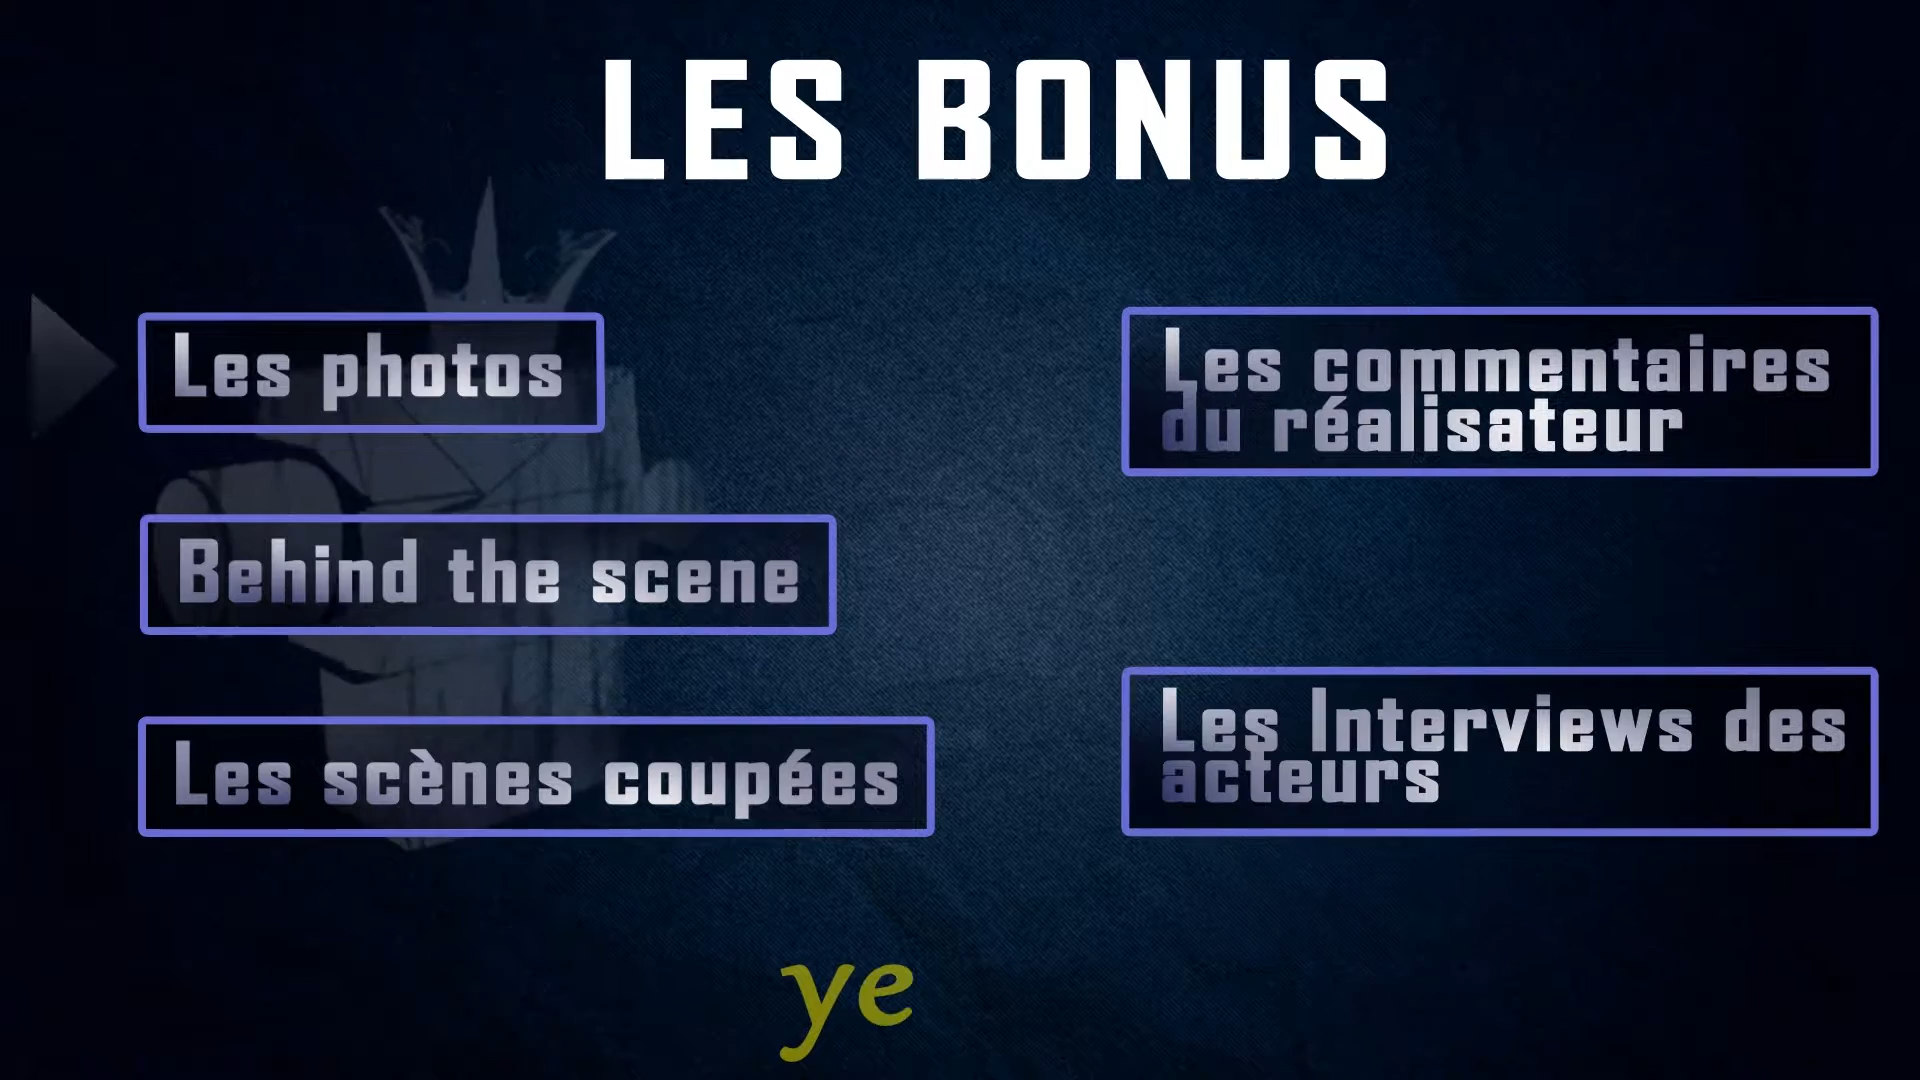 LES BONUS
Les photos
Behind the scene
Les scènes coupées
Les commentaires
du réalisateur
Les Interviews des
acteurs
ye